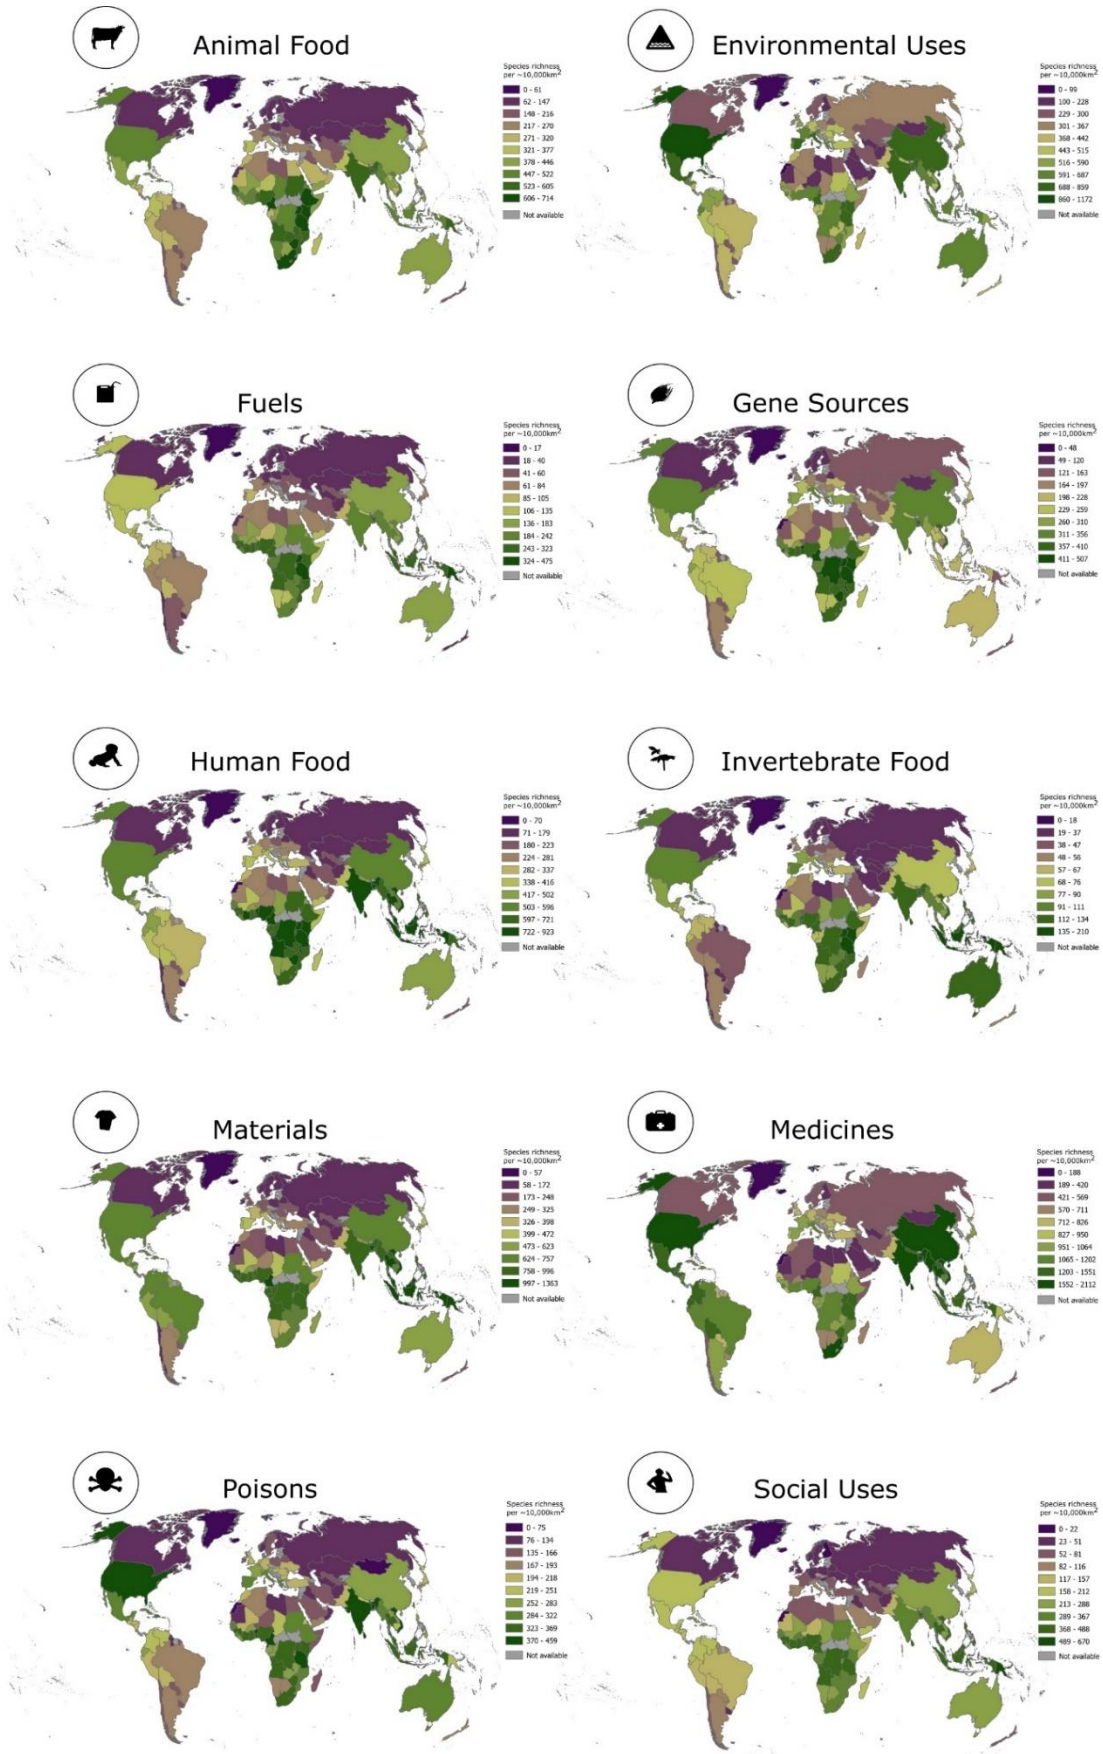 Animal Food
Species richness
per ~10,000km2
0 - 61
62 - 147
148 - 216
217 - 270
271 - 320
321 - 377
378 - 446
447 - 522
523 - 605
606 - 714
Not available
Environmental Uses
Species richness
per ~10,000km2
0 - 99
100 - 228
229 - 300
301 - 367
368 - 442
443 - 515
516 - 590
591 - 687
688 - 859
860 - 1172
Not available
Fuels
Species richness
per ~10,000km2
0 - 17
18 - 40
41 - 60
61 - 84
85 - 105
106 - 135
136 - 183
184 - 242
243 - 323
324 - 475
Not available
Gene Sources
Species richness
per ~10,000km2
0 - 48
49 - 120
121 - 163
164 - 197
198 - 228
229 - 259
260 - 310
311 - 356
357 - 410
411 - 507
Not available
Human Food
Species richness
per ~10,000km2
0 - 70
71 - 179
180 - 223
224 - 281
282 - 337
338 - 416
417 - 502
503 - 596
597 - 721
722 - 923
Not available
Invertebrate Food
Species richness
per ~10,000km2
0 - 18
19 - 37
38 - 47
48 - 56
57 - 67
68 - 76
77 - 90
91 - 111
112 - 134
135 - 210
Not available
Materials
Species richness
per ~10,000km2
0 - 57
58 - 172
173 - 248
249 - 325
326 - 398
399 - 472
473 - 623
624 - 757
758 - 996
997 - 1363
Not available
Medicines
Species richness
per ~10,000km2
0 - 188
189 - 420
421 - 569
570 - 711
712 - 826
827 - 950
951 - 1064
1065 - 1202
1203 - 1551
1552 - 2112
Not available
Poisons
Species richness
per ~10,000km2
0 - 75
76 - 134
135 - 166
167 - 193
194 - 218
219 - 251
252 - 283
284 - 322
323 - 369
370 - 459
Not available
Social Uses
Species richness
per ~10,000km2
0 - 22
23 - 51
52 - 81
82 - 116
117 - 157
158 - 212
213 - 288
289 - 367
368 - 488
489 - 670
Not available